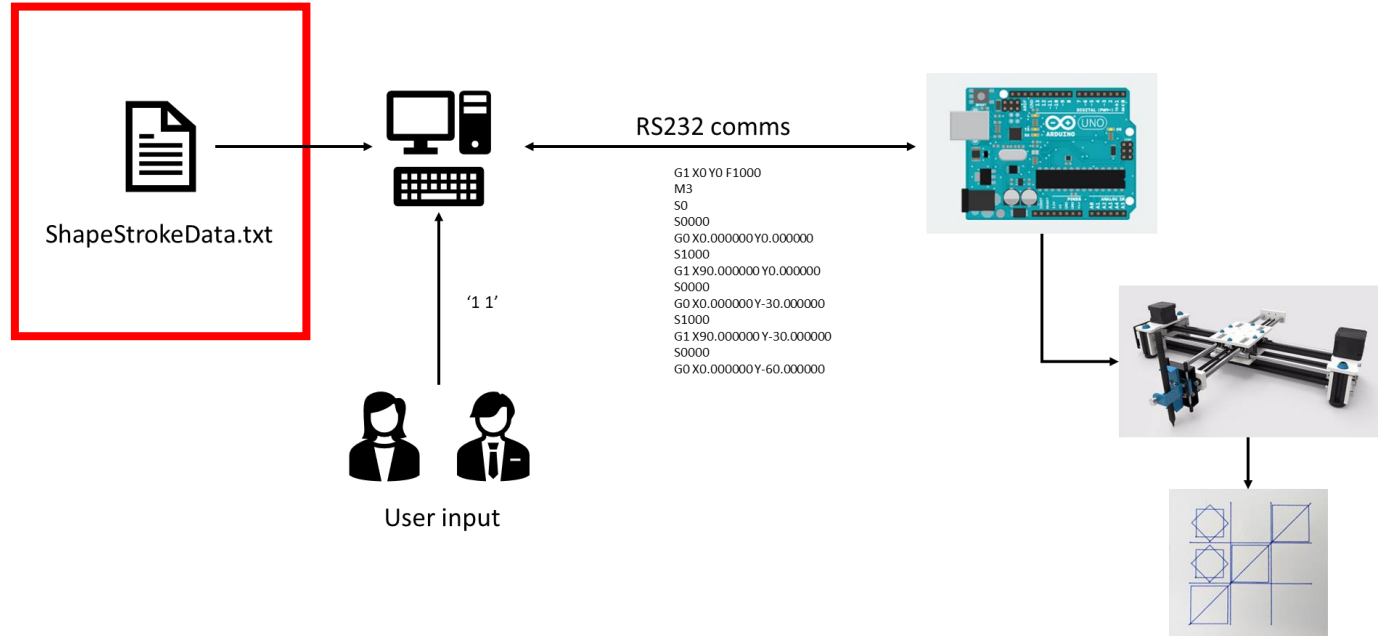 ShapeStrokeData.txt
RS232 comms
G1 X0 Y0 F1000
M3
S0
S0000
G0 X0.000000 Y0.000000
S1000
G1 X90.000000 Y0.000000
S0000
G0 X0.000000 Y-30.000000
S1000
G1 X90.000000 Y-30.000000
S0000
G0 X0.000000 Y-60.000000
‘1 1’
User input
UNO
ARDUINO